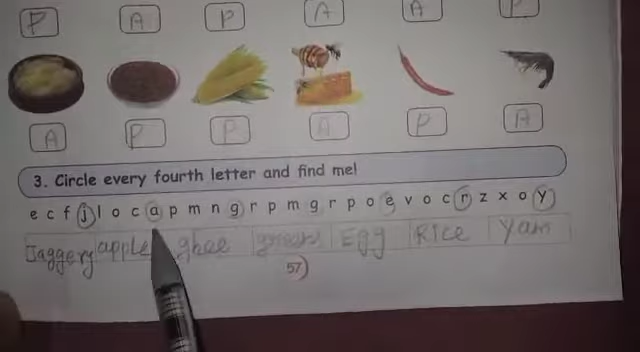 P A P A A P
A P P A P A
3. Circle every fourth letter and find me!
e c f j l o c a p m n g r p m g r p o e v o c r z x o y
Jaggery apple ghee Egg Rice Yam
57